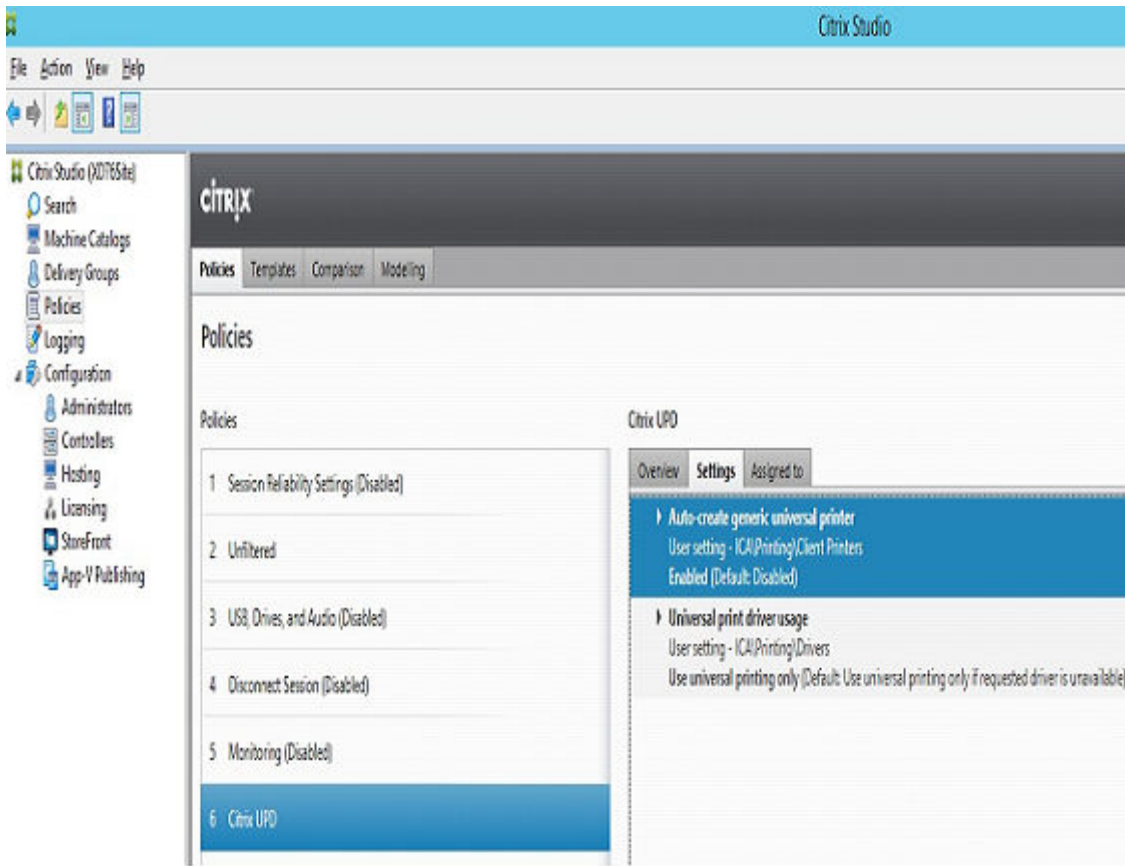 Citrix Studio
File Action View Help
Citrix Studio (XD76Site)
Search
Machine Catalogs
Delivery Groups
Policies
Logging
Configuration
Administrators
Controllers
Hosting
Licensing
StoreFront
App-V Publishing
CİTRIX
Policies Templates Comparison Modeling
Policies
Policies
1 Session Reliability Settings (Disabled)
2 Unfiltered
3 USB, Drives, and Audio (Disabled)
4 Disconnect Session (Disabled)
5 Monitoring (Disabled)
6 Citrix UPD
Citrix UPD
Overview Settings Assigned to
Auto-create generic universal printer
User setting - ICA\Printing\Client Printers
Enabled (Default: Disabled)
Universal print driver usage
User setting - ICA\Printing\Drivers
Use universal printing only (Default: Use universal printing only if requested driver is unavailable)